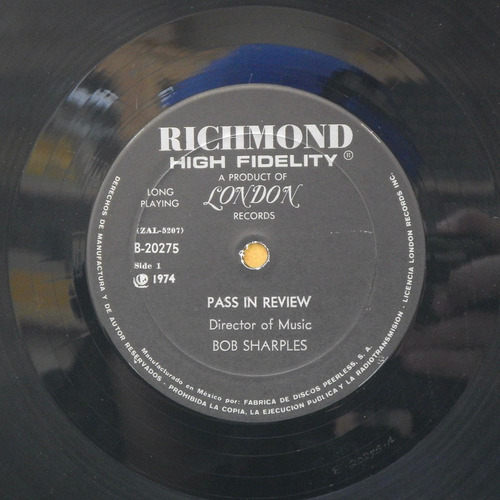 RICHMOND
HIGH FIDELITY ®
A PRODUCT OF
LONDON
RECORDS
LONG
PLAYING
(ZAL-5207)
B-20275
Side 1
Ⓟ 1974
PASS IN REVIEW
Director of Music
BOB SHARPLES
DERECHOS DE MANUFACTURA Y DE AUTOR RESERVADOS - PROHIBIDA LA COPIA, LA EJECUCION PUBLICA Y LA RADIOTRANSMISION - LICENCIA LONDON RECORDS INC.
Manufacturado en México por: FABRICA DE DISCOS PEERLESS, S. A.